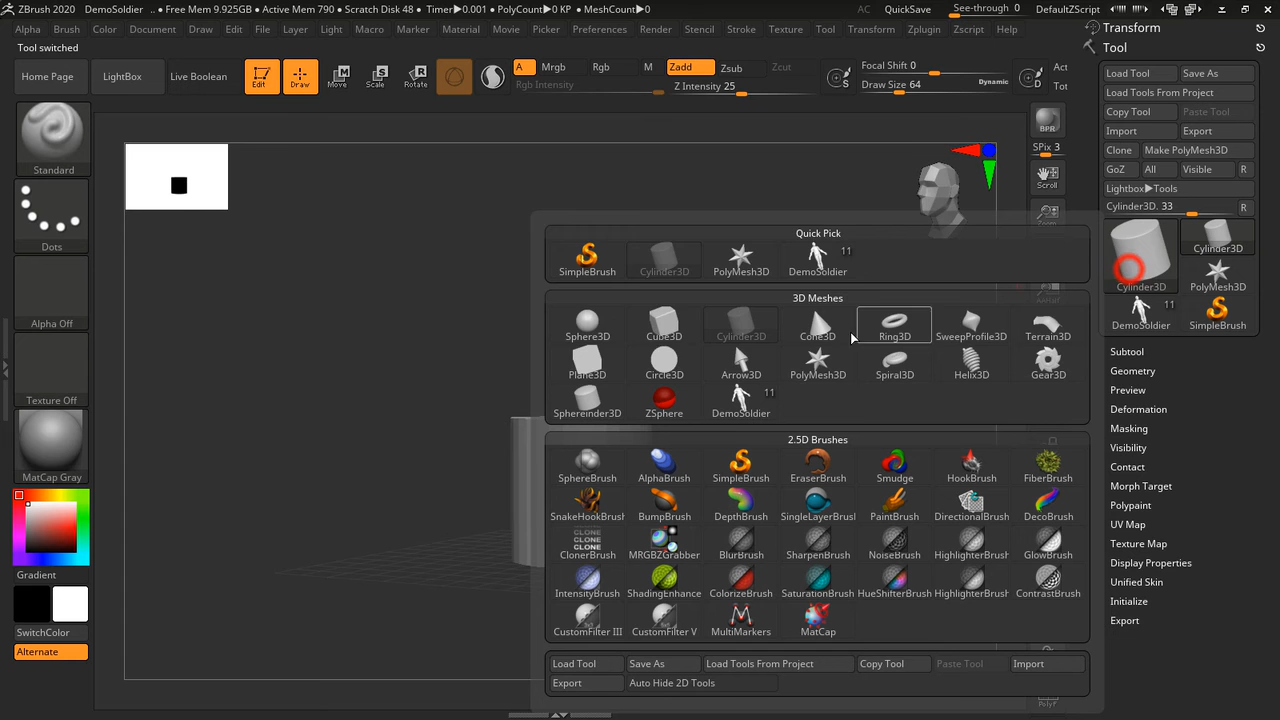 ZBrush 2020 DemoSoldier .. • Free Mem 9.925GB • Active Mem 790 • Scratch Disk 48 • Timer▶0.001 • PolyCount▶0 KP • MeshCount▶0 AC QuickSave See-through 0 DefaultZScript
Alpha Brush Color Document Draw Edit File Layer Light Macro Marker Material Movie Picker Preferences Render Stencil Stroke Texture Tool Transform Zplugin Zscript Help
Tool switched
Home Page LightBox Live Boolean Edit Draw Move Scale Rotate
A Mrgb Rgb M Zadd Zsub Zcut
Rgb Intensity Z Intensity 25
Focal Shift 0
Draw Size 64 Dynamic
Act
Tot
Standard
Dots
Alpha Off
Texture Off
MatCap Gray
Gradient
SwitchColor
Alternate
BPR
SPix 3
Scroll
Quick Pick
SimpleBrush Cylinder3D PolyMesh3D DemoSoldier 11
3D Meshes
Sphere3D Cube3D Cylinder3D Cone3D Ring3D SweepProfile3D Terrain3D
Plane3D Circle3D Arrow3D PolyMesh3D Spiral3D Helix3D Gear3D
Sphereinder3D ZSphere DemoSoldier 11
2.5D Brushes
SphereBrush AlphaBrush SimpleBrush EraserBrush Smudge HookBrush FiberBrush
SnakeHookBrush BumpBrush DepthBrush SingleLayerBrusl PaintBrush DirectionalBrush DecoBrush
CLONE
CLONE
CLONE
ClonerBrush MRGBZGrabber BlurBrush SharpenBrush NoiseBrush HighlighterBrush GlowBrush
IntensityBrush ShadingEnhance ColorizeBrush SaturationBrush HueShifterBrush HighlighterBrush ContrastBrush
CustomFilter III CustomFilter V MultiMarkers MatCap
Load Tool Save As Load Tools From Project Copy Tool Paste Tool Import
Export Auto Hide 2D Tools
Transform
Tool
Load Tool Save As
Load Tools From Project
Copy Tool Paste Tool
Import Export
Clone Make PolyMesh3D
GoZ All Visible R
Lightbox▶Tools
Cylinder3D. 33 R
Cylinder3D
Cylinder3D PolyMesh3D
11
DemoSoldier SimpleBrush
Subtool
Geometry
Preview
Deformation
Masking
Visibility
Contact
Morph Target
Polypaint
UV Map
Texture Map
Display Properties
Unified Skin
Initialize
Export
PolyF